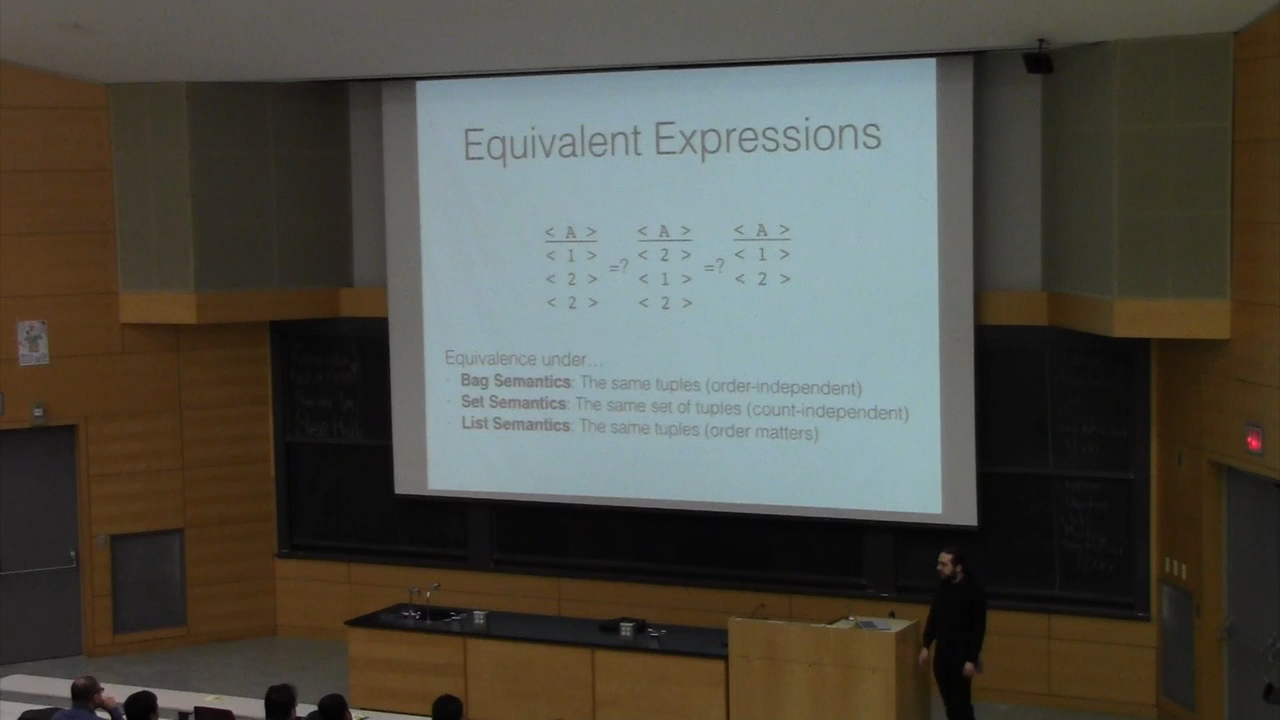 Equivalent Expressions
< A > < A > < A >
< 1 > < 2 > < 1 >
=? =?
< 2 > < 1 > < 2 >
< 2 > < 2 >
Equivalence under...
- Bag Semantics: The same tuples (order-independent)
- Set Semantics: The same set of tuples (count-independent)
- List Semantics: The same tuples (order matters)